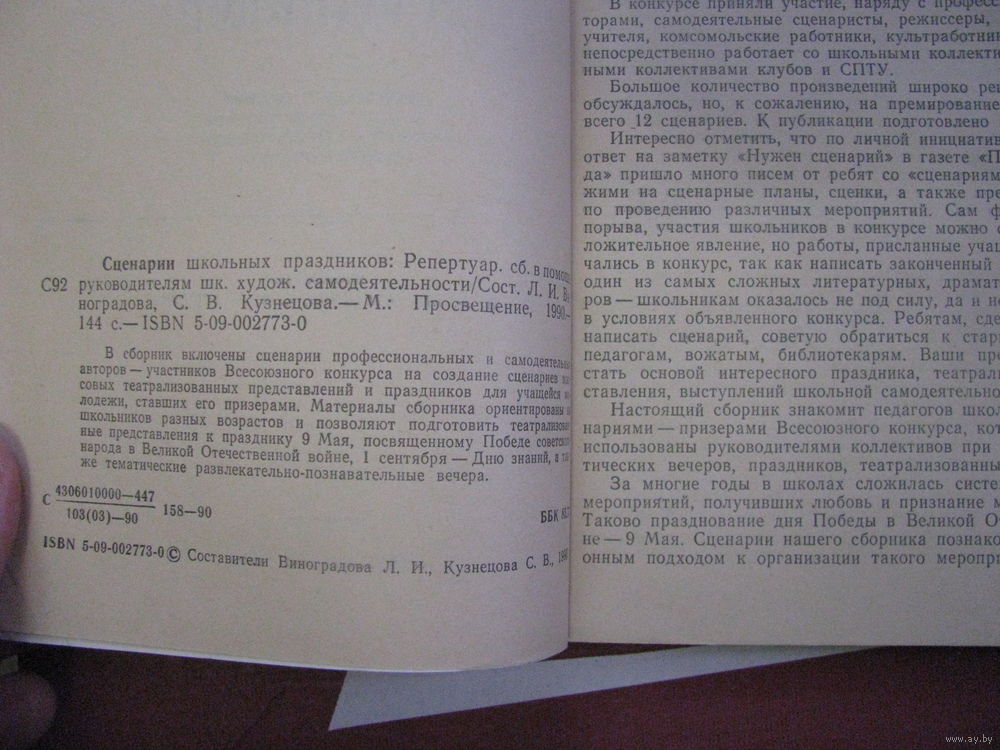 Сценарии школьных праздников: Репертуар. сб. в помощь
С92 руководителям шк. худож. самодеятельности/Сост. Л. И. Ви
ноградова, С. В. Кузнецова.— М.: Просвещение, 1990.—
144 с.— ISBN 5-09-002773-0
В сборник включены сценарии профессиональных и самодеятельных
авторов — участников Всесоюзного конкурса на создание сценариев
совых театрализованных представлений и праздников для учащейся
лодежи, ставших его призерами. Материалы сборника ориентированы
школьников разных возрастов и позволяют подготовить театрализован
ные представления к празднику 9 Мая, посвященному Победе советского
народа в Великой Отечественной войне, 1 сентября — Дню знаний, а так
же тематические развлекательно-познавательные вечера.
С 4306010000—447
103(03)—90
158—90
ББК
ISBN 5-09-002773-0 © Составители Виноградова Л. И., Кузнецова С. В., 1990
В конкурсе приняли участие, наряду с професс
торами, самодеятельные сценаристы, режиссеры,
учителя, комсомольские работники, культработник
непосредственно работает со школьными коллекти
ными коллективами клубов и СПТУ.
Большое количество произведений широко ре
обсуждалось, но, к сожалению, на премирование
всего 12 сценариев. К публикации подготовлено
Интересно отметить, что по личной инициатив
ответ на заметку «Нужен сценарий» в газете «П
да» пришло много писем от ребят со «сценариям
жими на сценарные планы, сценки, а также пре
по проведению различных мероприятий. Сам ф
порыва, участия школьников в конкурсе можно
ложительное явление, но работы, присланные уча
чались в конкурс, так как написать законченный
один из самых сложных литературных, драмат
ров — школьникам оказалось не под силу, да и не
в условиях объявленного конкурса. Ребятам, сде
написать сценарий, советую обратиться к стар
педагогам, вожатым, библиотекарям. Ваши пр
стать основой интересного праздника, театрали
ставления, выступлений школьной самодеятельно
Настоящий сборник знакомит педагогов шко
нариями — призерами Всесоюзного конкурса, кот
использованы руководителями коллективов при
тических вечеров, праздников, театрализованны
За многие годы в школах сложилась систе
мероприятий, получивших любовь и признание м
Таково празднование дня Победы в Великой О
не — 9 Мая. Сценарии нашего сборника познако
онным подходом к организации такого меропри
www.ay.by